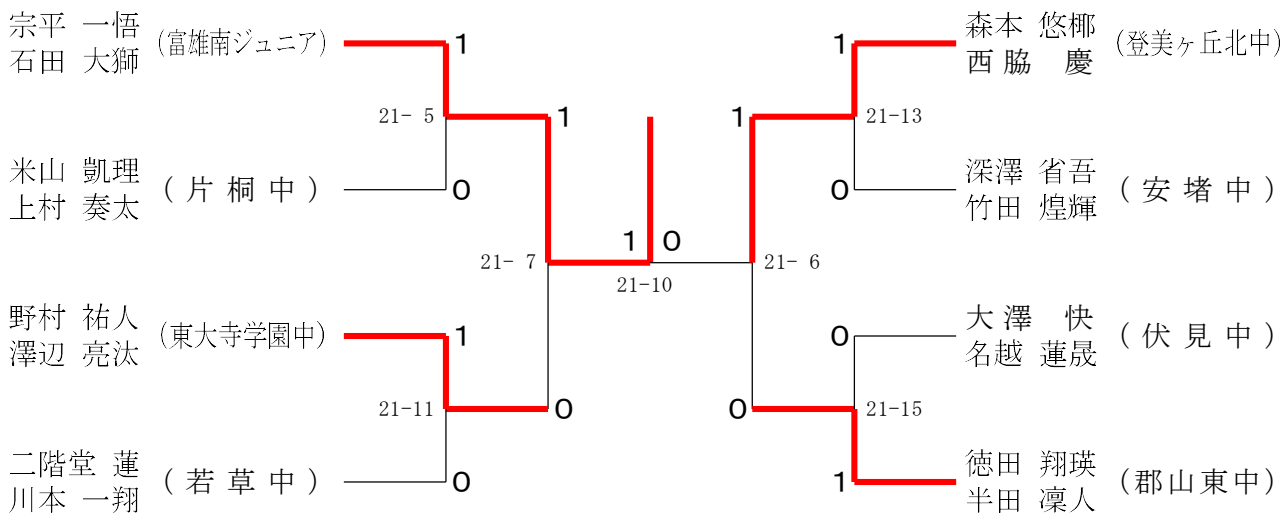 宗平 一悟
石田 大獅
(富雄南ジュニア)
1
21- 5
1
米山 凱理
上村 奏太
(片桐中)
0
21- 7
野村 祐人
澤辺 亮汰
(東大寺学園中)
1
21-11
0
二階堂 蓮
川本 一翔
(若草中)
0
1
0
21-10
森本 悠椰
西脇 慶
(登美ヶ丘北中)
1
21-13
1
深澤 省吾
竹田 煌輝
(安堵中)
0
21- 6
大澤 快
名越 蓮晟
(伏見中)
0
21-15
0
徳田 翔瑛
半田 凜人
(郡山東中)
1